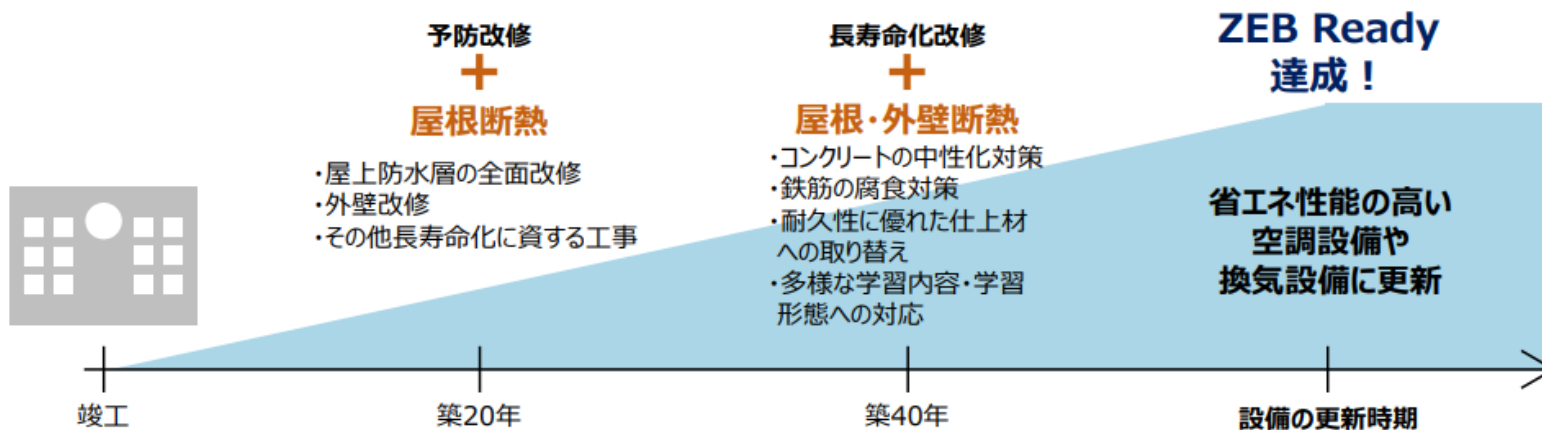 予防改修
+
屋根断熱
・屋上防水層の全面改修
・外壁改修
・その他長寿命化に資する工事
長寿命化改修
+
屋根・外壁断熱
・コンクリートの中性化対策
・鉄筋の腐食対策
・耐久性に優れた仕上材
への取り替え
・多様な学習内容・学習
形態への対応
ZEB Ready
達成！
省エネ性能の高い
空調設備や
換気設備に更新
竣工
築20年
築40年
設備の更新時期